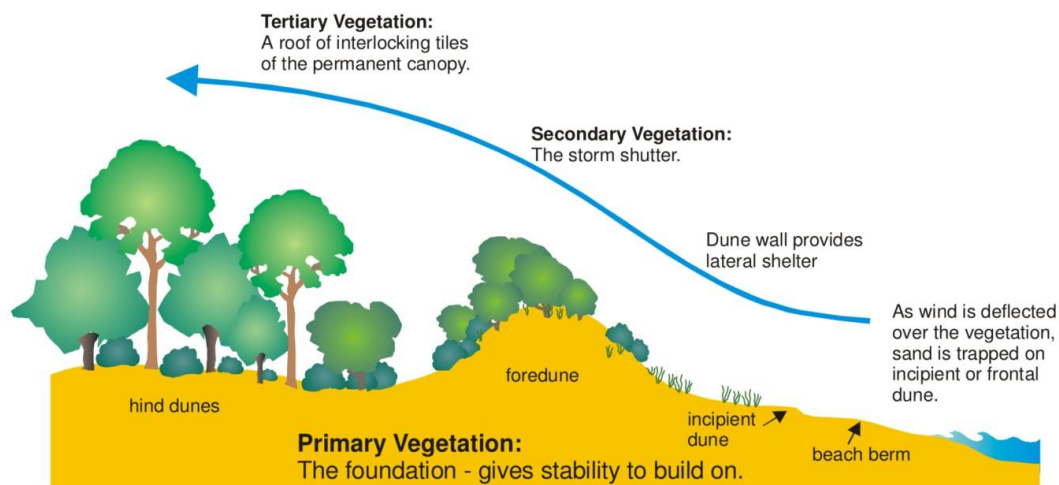 Tertiary Vegetation:
A roof of interlocking tiles
of the permanent canopy.
Secondary Vegetation:
The storm shutter.
Dune wall provides
lateral shelter
As wind is deflected
over the vegetation,
sand is trapped on
incipient or frontal
dune.
foredune
hind dunes
incipient
dune
beach berm
Primary Vegetation:
The foundation - gives stability to build on.